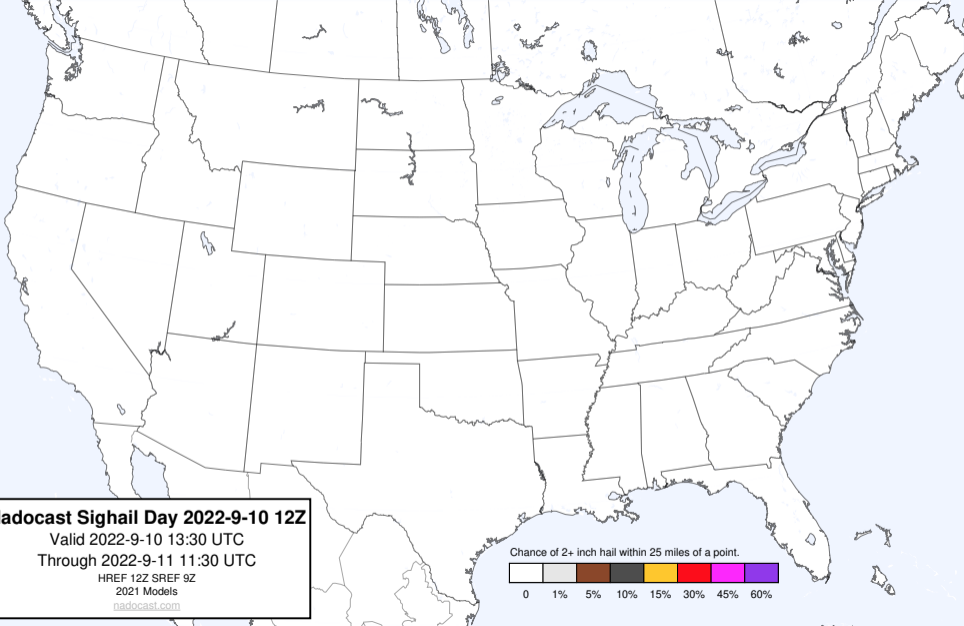 adocast Sighail Day 2022-9-10 12Z
Valid 2022-9-10 13:30 UTC
Through 2022-9-11 11:30 UTC
HREF 12Z SREF 9Z
2021 Models
nadocast.com
Chance of 2+ inch hail within 25 miles of a point.
0 1% 5% 10% 15% 30% 45% 60%